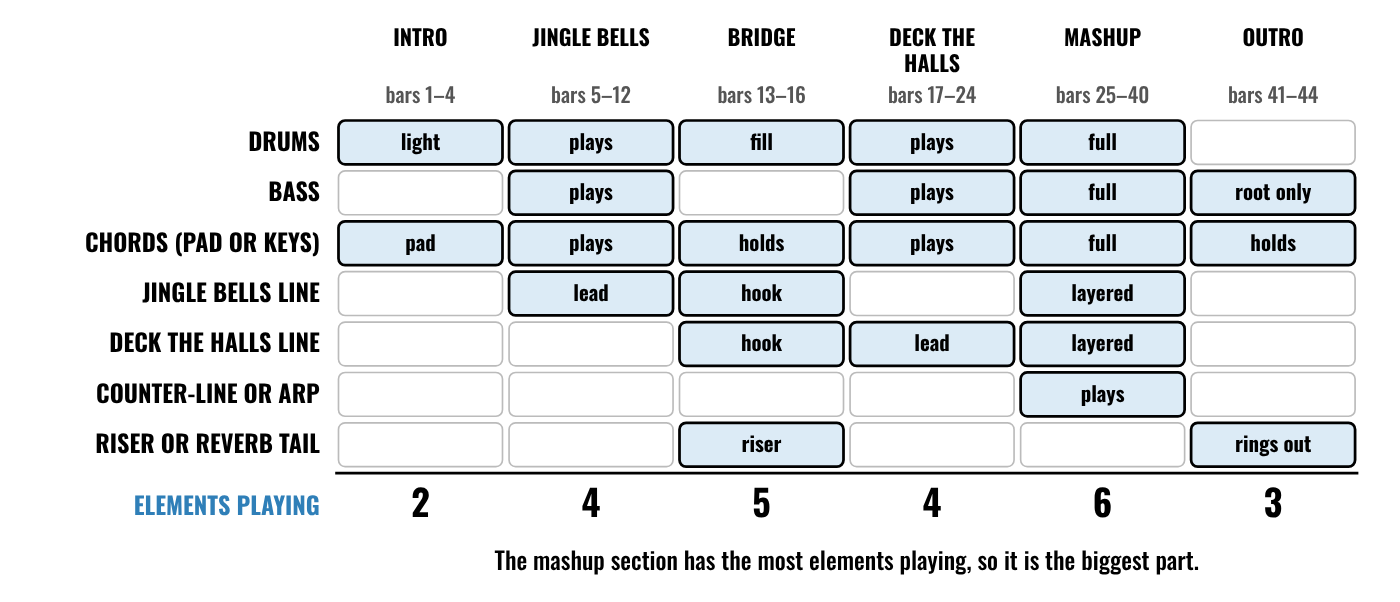 INTRO JINGLE BELLS BRIDGE DECK THE HALLS MASHUP OUTRO
bars 1–4 bars 5–12 bars 13–16 bars 17–24 bars 25–40 bars 41–44
DRUMS light plays fill plays full
BASS plays plays full root only
CHORDS (PAD OR KEYS) pad plays holds plays full holds
JINGLE BELLS LINE lead hook layered
DECK THE HALLS LINE hook lead layered
COUNTER-LINE OR ARP plays
RISER OR REVERB TAIL riser rings out
ELEMENTS PLAYING 2 4 5 4 6 3
The mashup section has the most elements playing, so it is the biggest part.